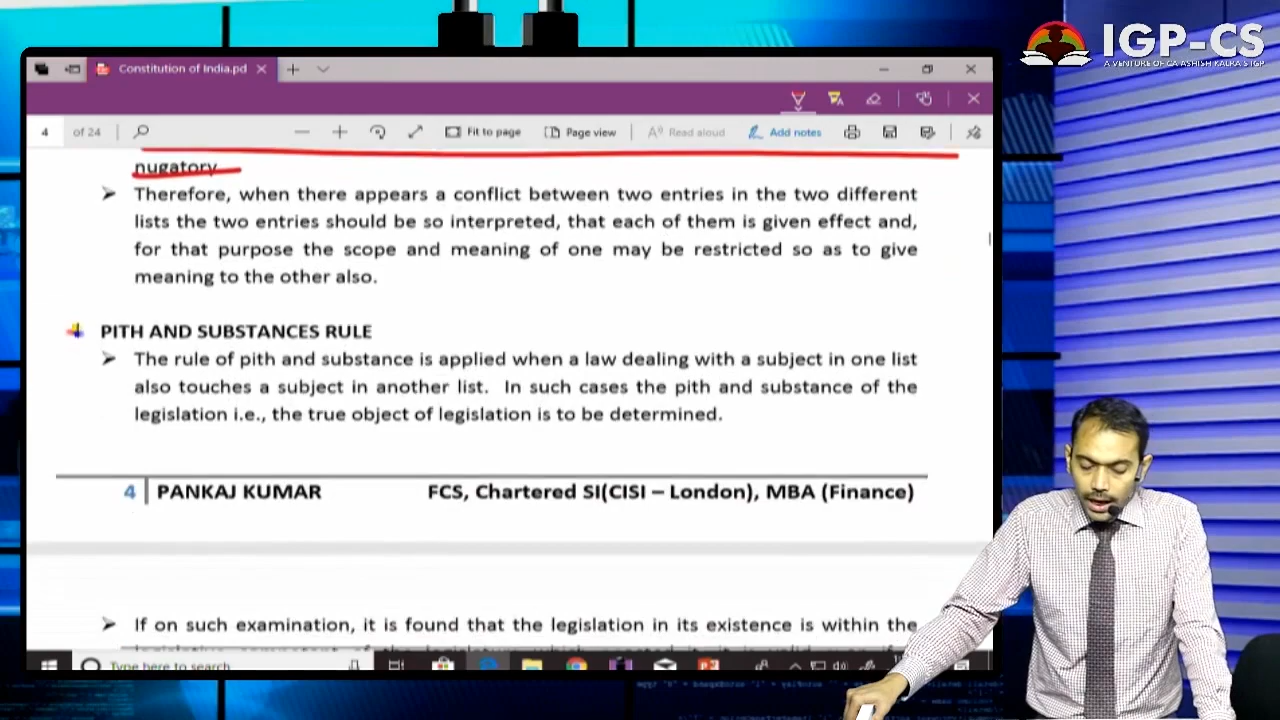 IGP-CS
A VENTURE OF CA ASHISH KALRA'S IGP
Constitution of India.pd
4 of 24
Fit to page
Page view
Read aloud
Add notes
nugatory
Therefore, when there appears a conflict between two entries in the two different
lists the two entries should be so interpreted, that each of them is given effect and,
for that purpose the scope and meaning of one may be restricted so as to give
meaning to the other also.
PITH AND SUBSTANCES RULE
The rule of pith and substance is applied when a law dealing with a subject in one list
also touches a subject in another list. In such cases the pith and substance of the
legislation i.e., the true object of legislation is to be determined.
4 PANKAJ KUMAR FCS, Chartered SI(CISI – London), MBA (Finance)
If on such examination, it is found that the legislation in its existence is within the
Type here to search